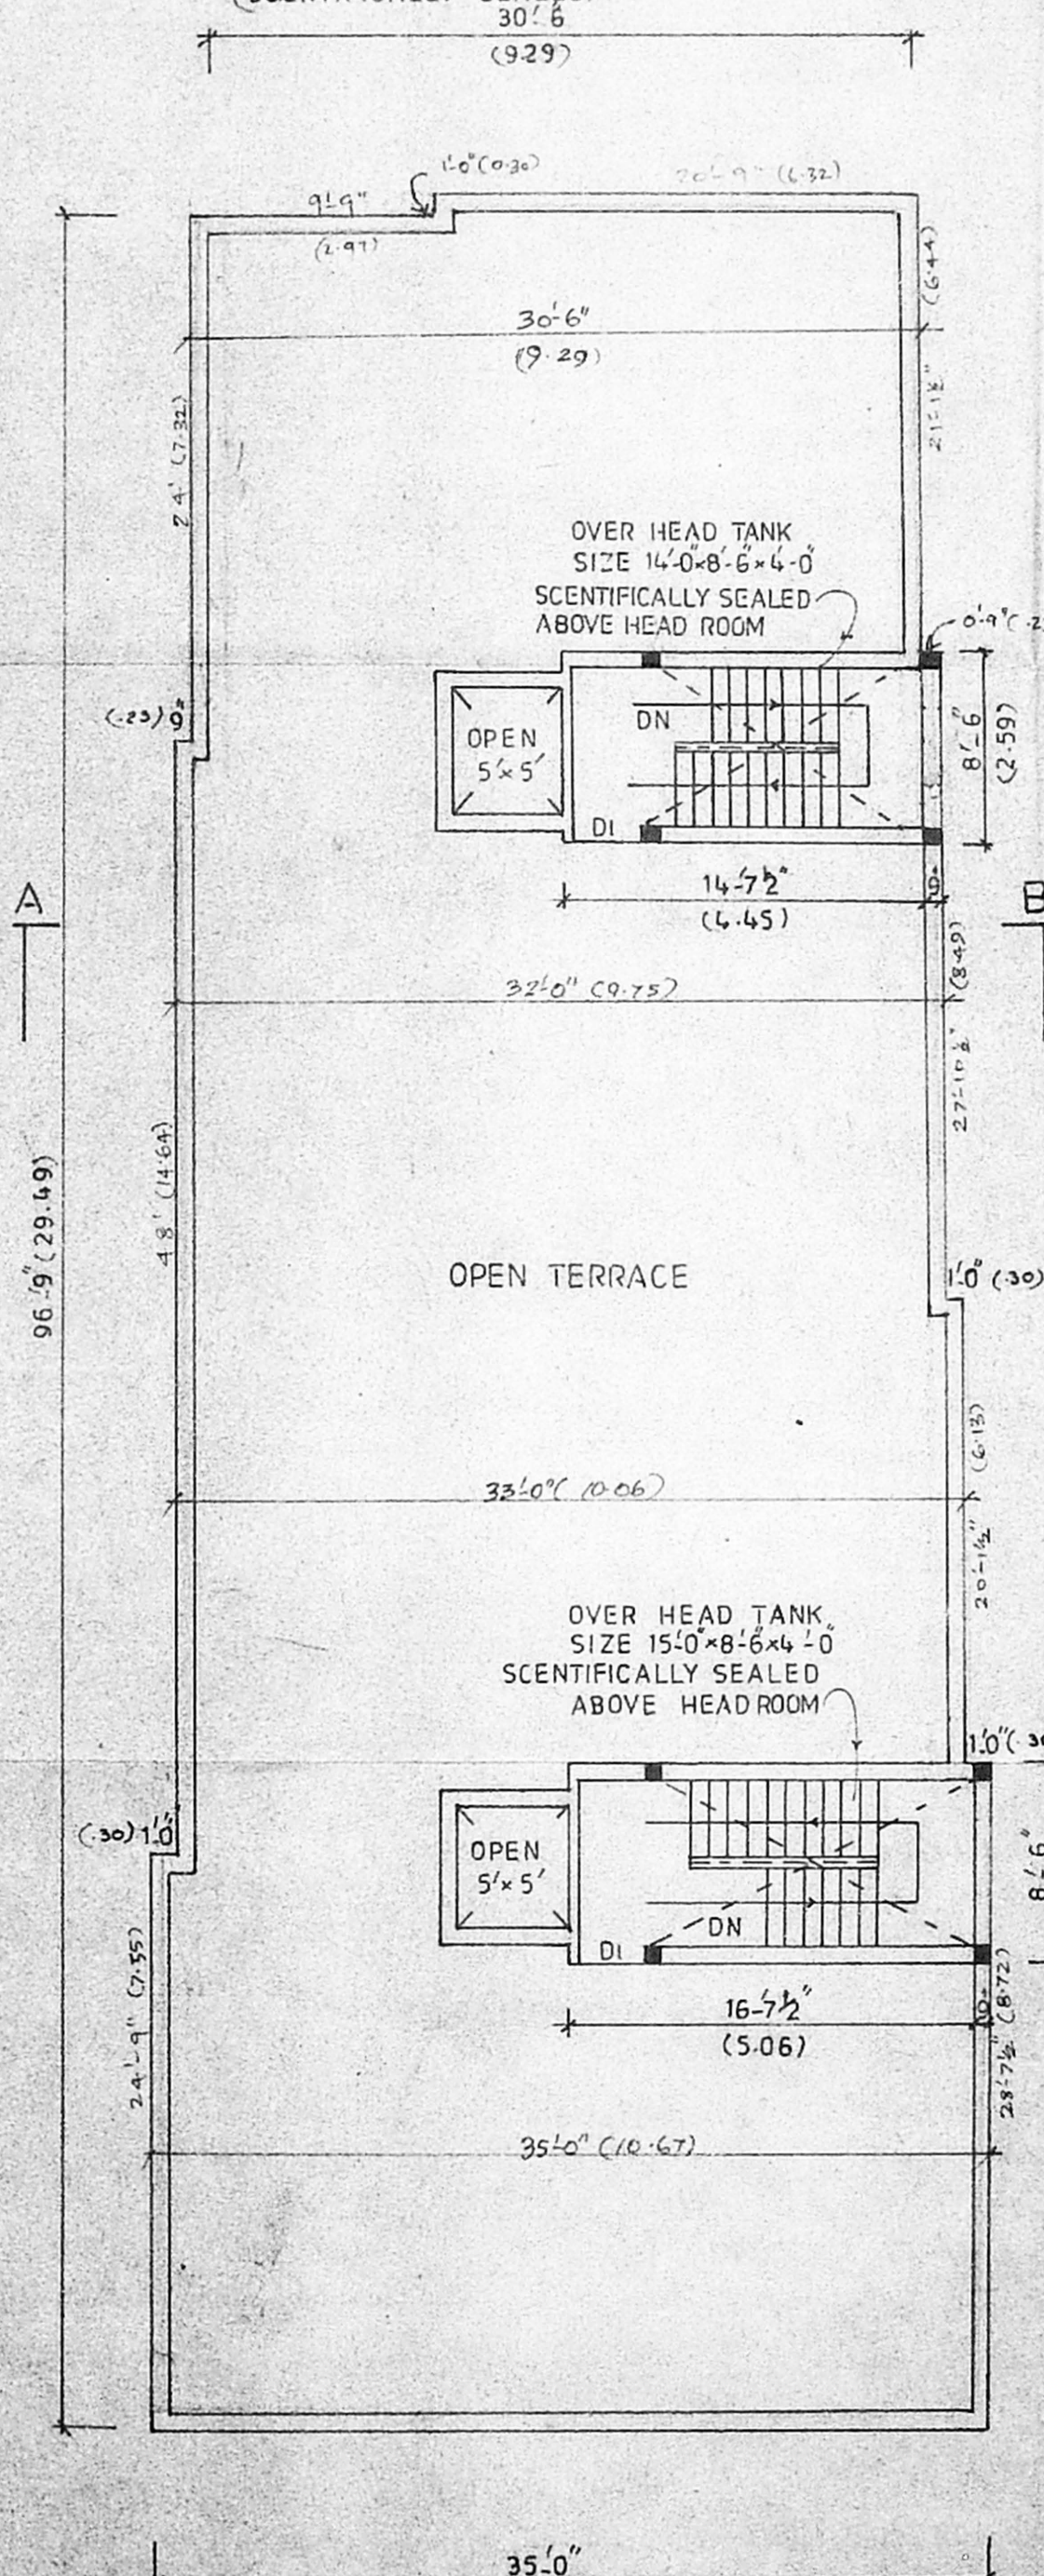 30'-6
(9.29)
1'-0" (0.30)
20'-9" (6.32)
9'-9"
(2.97)
(6.44)
21'-1½"
30'-6"
(9.29)
24' (7.32)
OVER HEAD TANK
SIZE 14'-0"×8'-6"×4'-0"
SCENTIFICALLY SEALED
ABOVE HEAD ROOM
0'-9"(.2
(.23) 9"
DN
OPEN
5'×5'
D1
8'-6"
(2.59)
14'-7½"
(4.45)
9"
A
B
32'-0" (9.75)
(8.49)
27'-10½"
48' (14.64)
96'-9" (29.49)
OPEN TERRACE
1'-0" (.30)
33'-0" (10.06)
(6.13)
20'-1½"
OVER HEAD TANK
SIZE 15'-0"×8'-6"×4'-0"
SCENTIFICALLY SEALED
ABOVE HEAD ROOM
1'-0" (.30
(.30) 1'-0"
OPEN
5'×5'
DN
D1
8'-6"
16'-7½"
(5.06)
9"
28'-7½" (8.72)
24'-9" (7.55)
35'-0" (10.67)
35'-0"